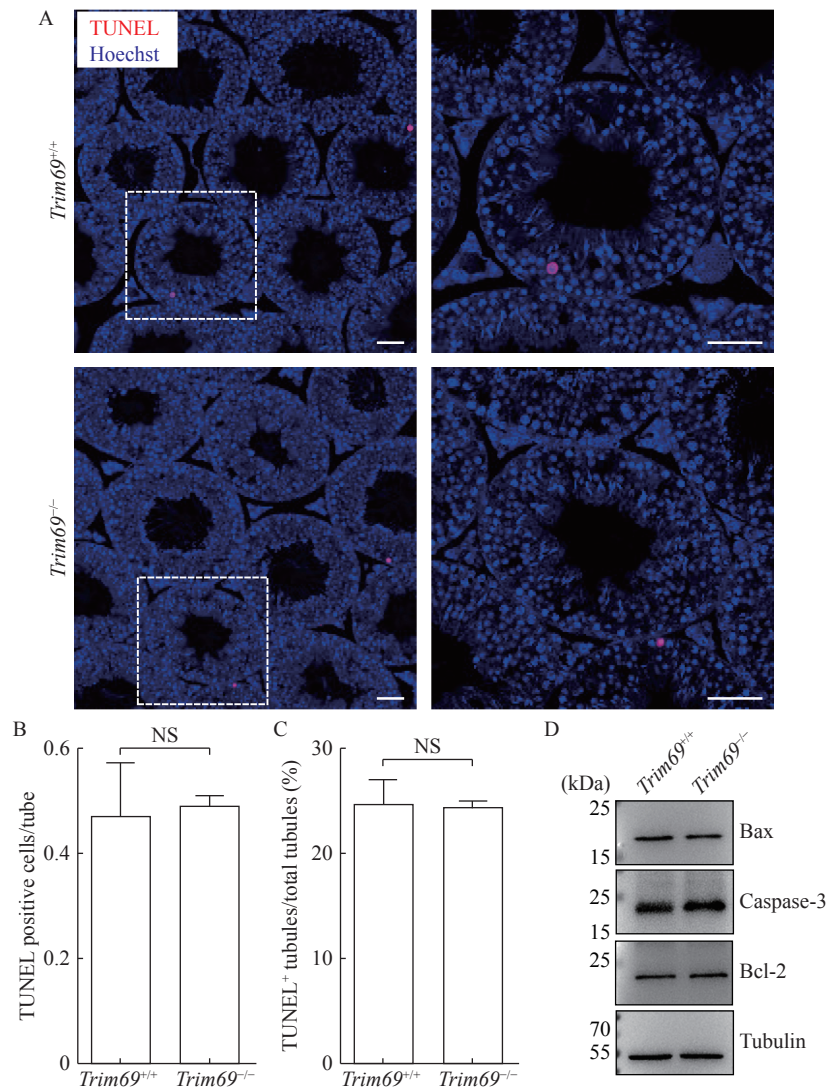 A
TUNEL
Hoechst
Trim69+/+
Trim69−/−
B
NS
TUNEL positive cells/tube
0.6
0.4
0.2
0
Trim69+/+
Trim69−/−
C
NS
TUNEL+ tubules/total tubules (%)
30
20
10
0
Trim69+/+
Trim69−/−
D
Trim69+/+
Trim69−/−
(kDa)
25
15
Bax
25
15
Caspase-3
25
Bcl-2
70
55
Tubulin